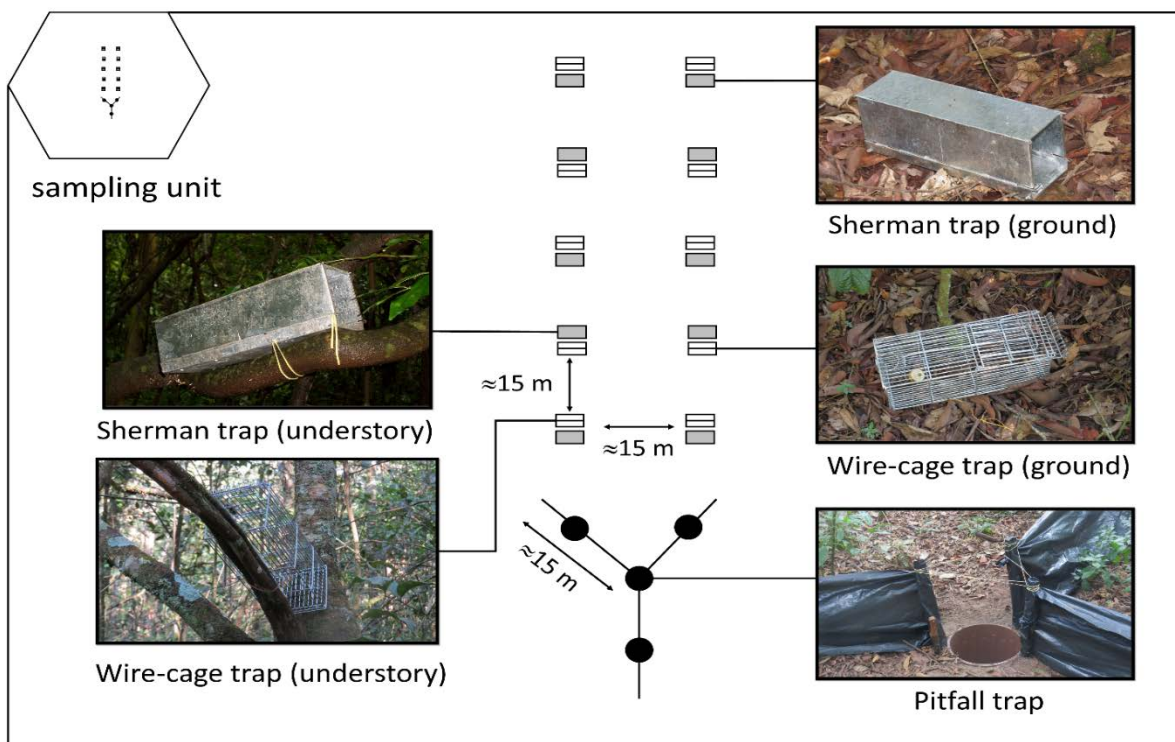 sampling unit
Sherman trap (ground)
Sherman trap (understory)
≈15 m
≈15 m
Wire-cage trap (ground)
≈15 m
Wire-cage trap (understory)
Pitfall trap